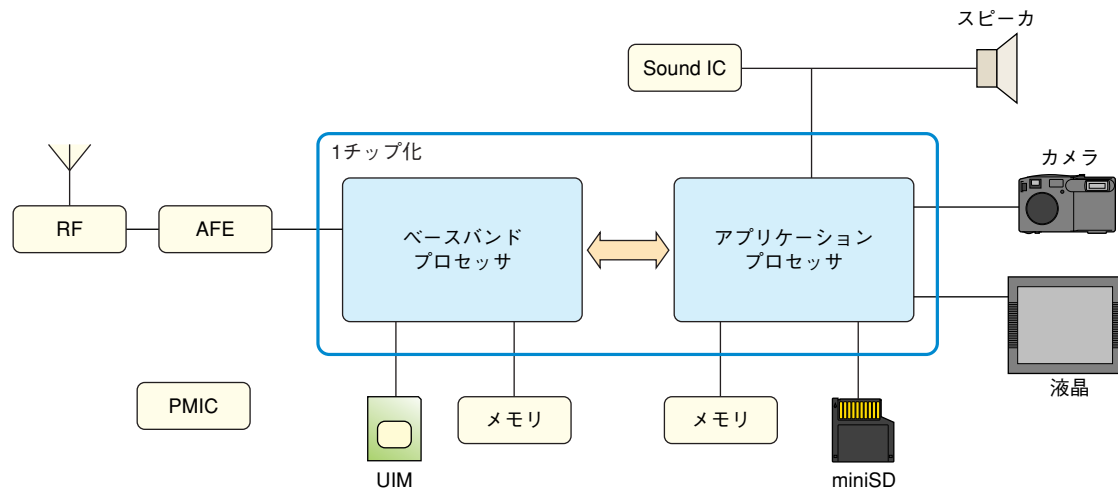 スピーカ
Sound IC
1チップ化
カメラ
RF
AFE
ベースバンド
プロセッサ
アプリケーション
プロセッサ
液晶
PMIC
メモリ
メモリ
UIM
miniSD